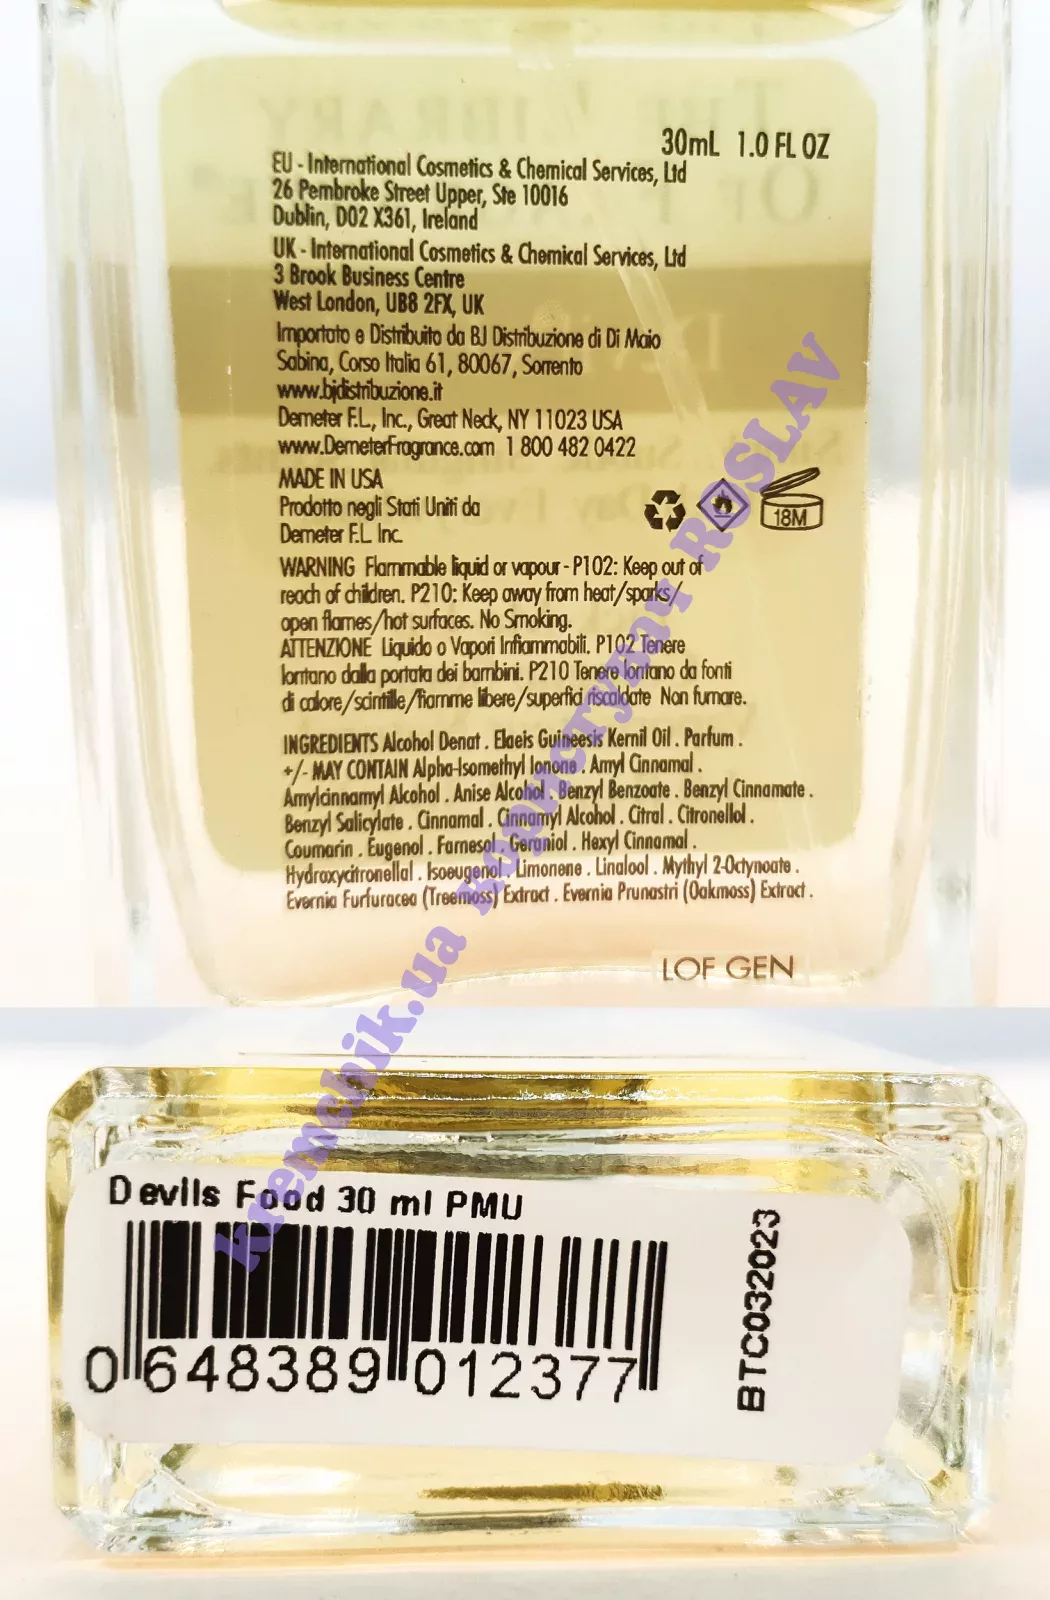 30mL 1.0 FL OZ
EU - International Cosmetics & Chemical Services, Ltd
26 Pembroke Street Upper, Ste 10016
Dublin, D02 X361, Ireland
UK - International Cosmetics & Chemical Services, Ltd
3 Brook Business Centre
West London, UB8 2FX, UK
Importato e Distribuito da BJ Distribuzione di Di Maio
Sabina, Corso Italia 61, 80067, Sorrento
www.bjdistribuzione.it
Demeter F.L., Inc., Great Neck, NY 11023 USA
www.DemeterFragrance.com 1 800 482 0422
MADE IN USA
Prodotto negli Stati Uniti da
Demeter F.L. Inc.
18M
WARNING Flammable liquid or vapour - P102: Keep out of
reach of children. P210: Keep away from heat/sparks/
open flames/hot surfaces. No Smoking.
ATTENZIONE Liquido o Vapori Infiammabili. P102 Tenere
lontano dalla portata dei bambini. P210 Tenere lontano da fonti
di calore/scintille/fiamme libere/superfici riscaldate Non fumare.
INGREDIENTS Alcohol Denat . Elaeis Guineesis Kernil Oil . Parfum .
+/- MAY CONTAIN Alpha-Isomethyl Ionone . Amyl Cinnamal .
Amylcinnamyl Alcohol . Anise Alcohol . Benzyl Benzoate . Benzyl Cinnamate .
Benzyl Salicylate . Cinnamal . Cinnamyl Alcohol . Citral . Citronellol .
Coumarin . Eugenol . Farnesol . Geraniol . Hexyl Cinnamal .
Hydroxycitronellal . Isoeugenol . Limonene . Linalool . Mythyl 2-Octynoate .
Evernia Furfuracea (Treemoss) Extract . Evernia Prunastri (Oakmoss) Extract .
LOF GEN
kremchik.ua Користувач ROSLAV
Devils Food 30 ml PMU
0 648389 012377
BTC032023